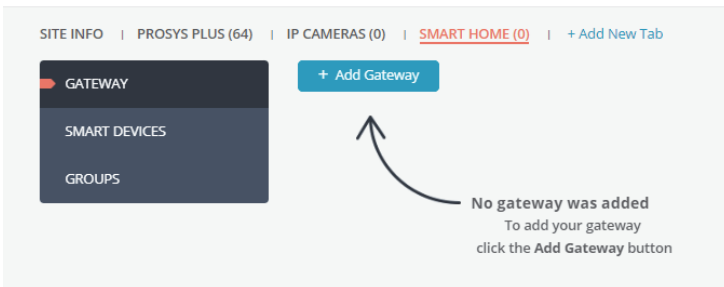 SITE INFO | PROSYS PLUS (64) | IP CAMERAS (0) | SMART HOME (0) | + Add New Tab
GATEWAY
+ Add Gateway
SMART DEVICES
GROUPS
No gateway was added
To add your gateway
click the Add Gateway button